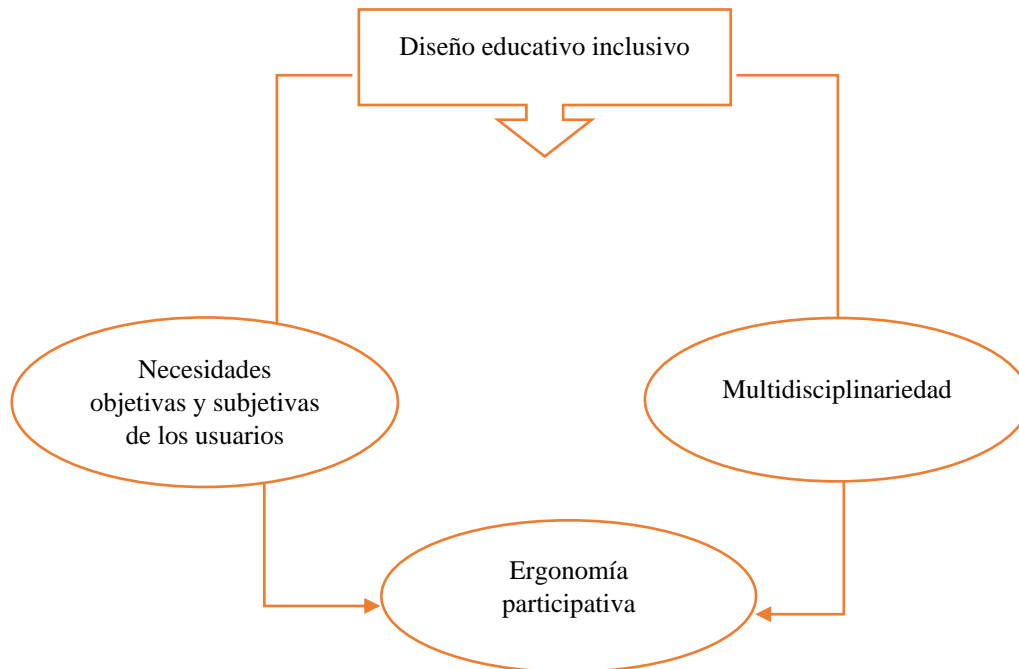 Diseño educativo inclusivo
Necesidades
objetivas y subjetivas
de los usuarios
Multidisciplinariedad
Ergonomía
participativa